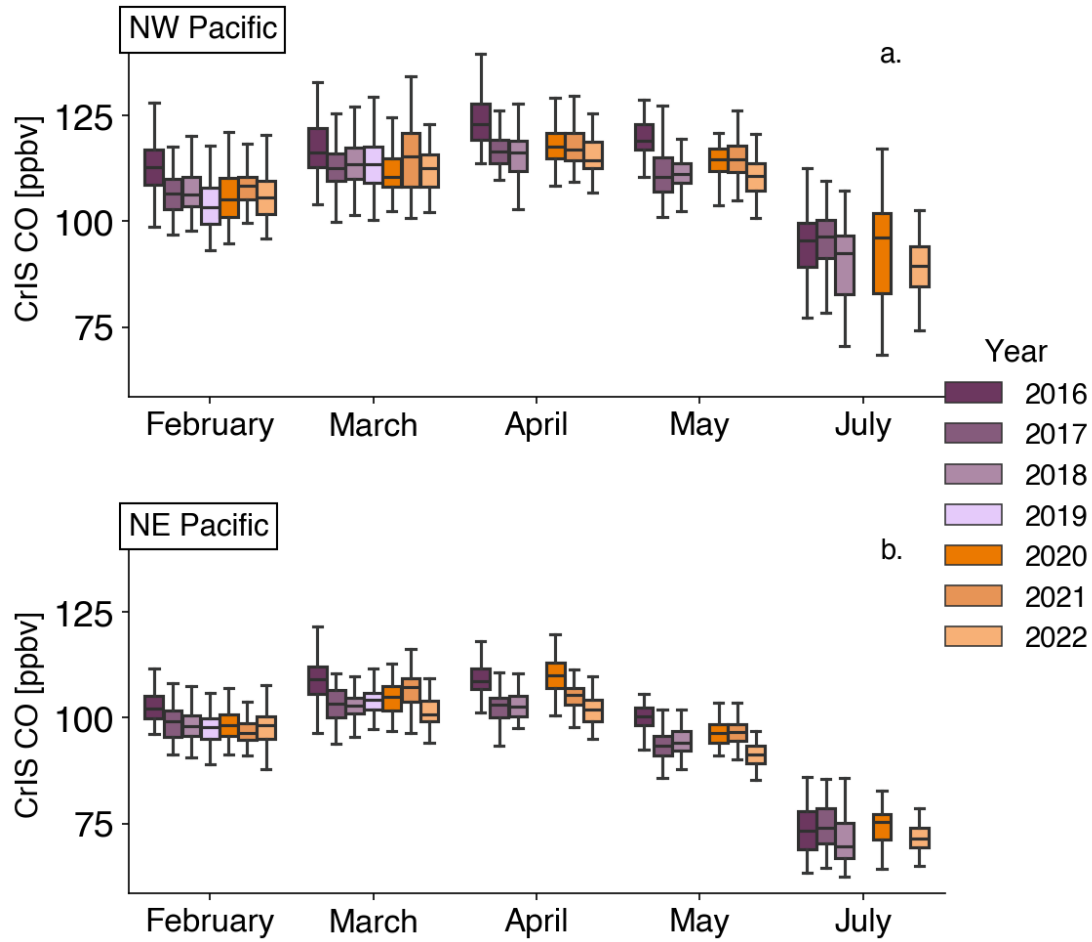 NW Pacific
a.
CrIS CO [ppbv]
125
100
75
February March April May July
Year
2016
2017
2018
2019
2020
2021
2022
NE Pacific
b.
CrIS CO [ppbv]
125
100
75
February March April May July